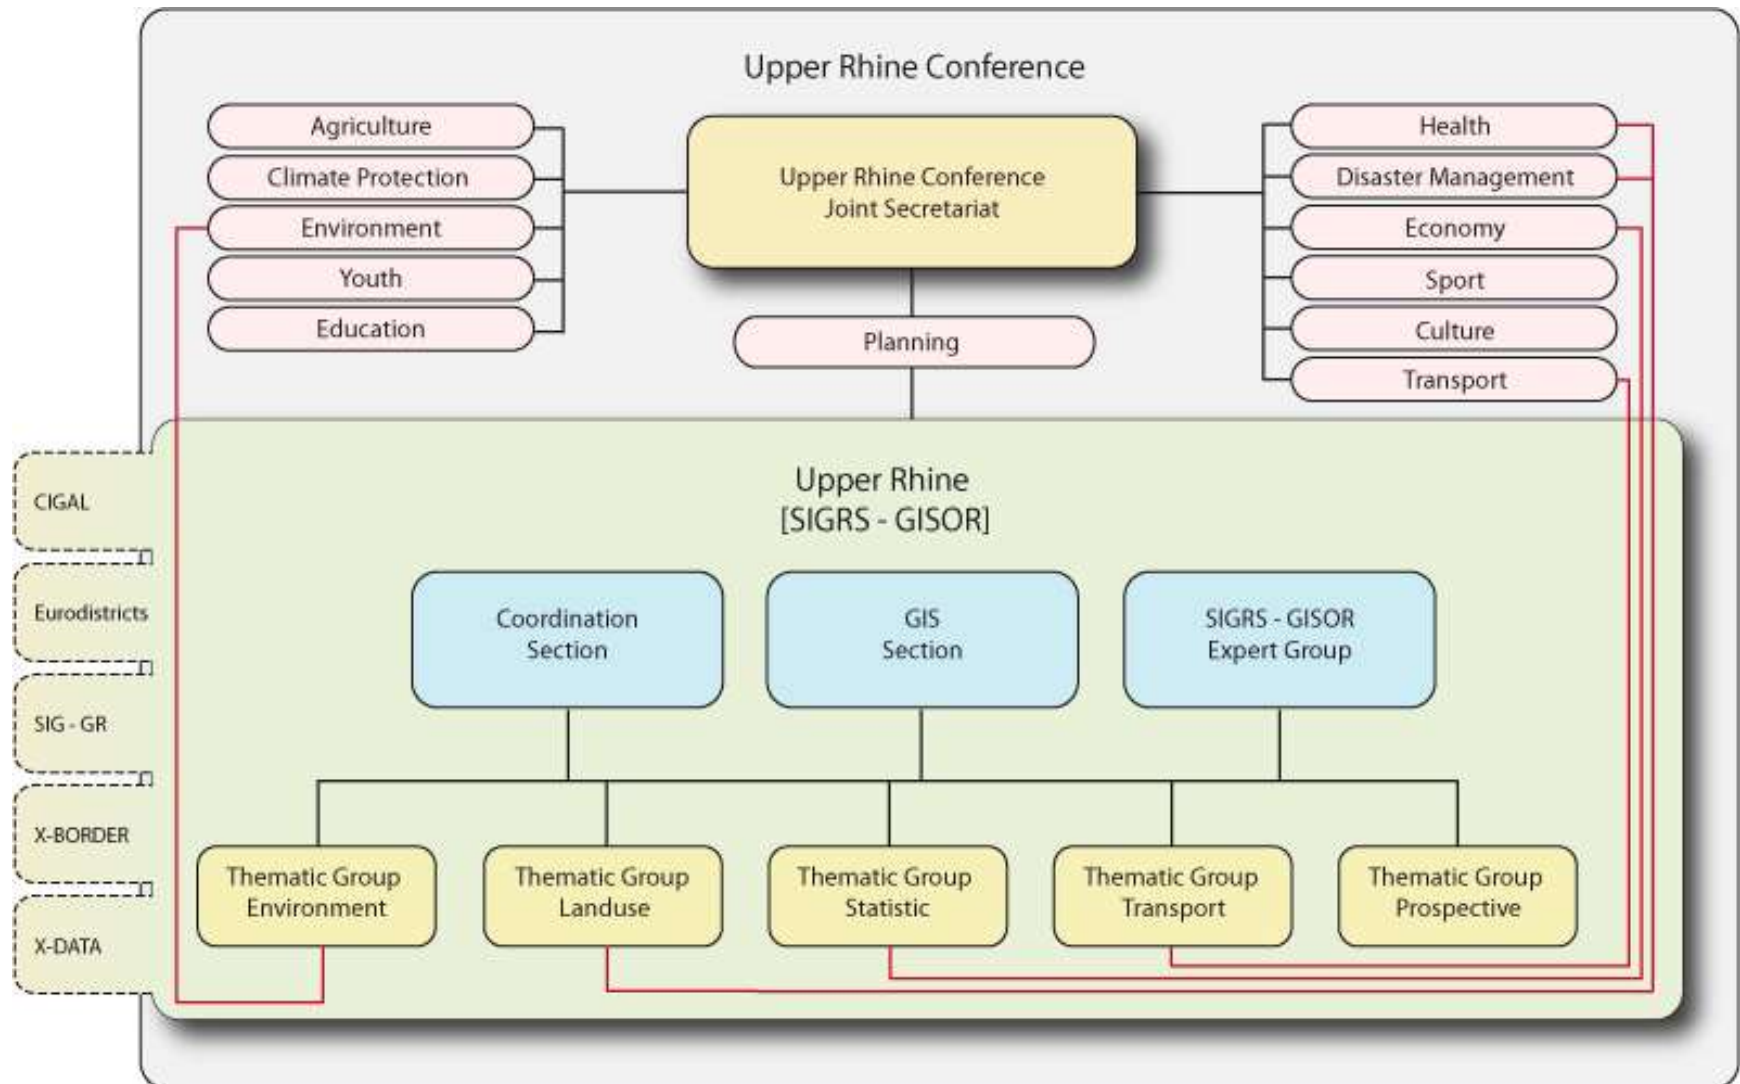 Upper Rhine Conference
Agriculture
Climate Protection
Environment
Youth
Education
Upper Rhine Conference
Joint Secretariat
Planning
Health
Disaster Management
Economy
Sport
Culture
Transport
CIGAL
Eurodistricts
SIG - GR
X-BORDER
X-DATA
Upper Rhine
[SIGRS - GISOR]
Coordination
Section
GIS
Section
SIGRS - GISOR
Expert Group
Thematic Group
Environment
Thematic Group
Landuse
Thematic Group
Statistic
Thematic Group
Transport
Thematic Group
Prospective